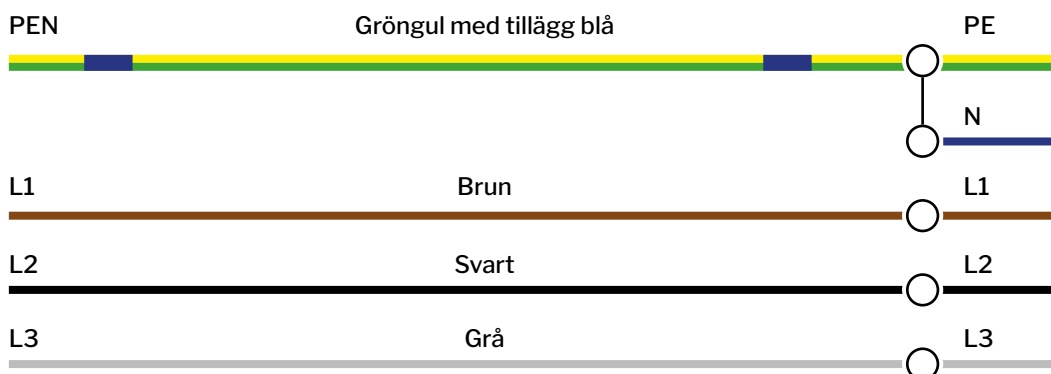 PEN Gröngul med tillägg blå PE
N
L1 Brun L1
L2 Svart L2
L3 Grå L3